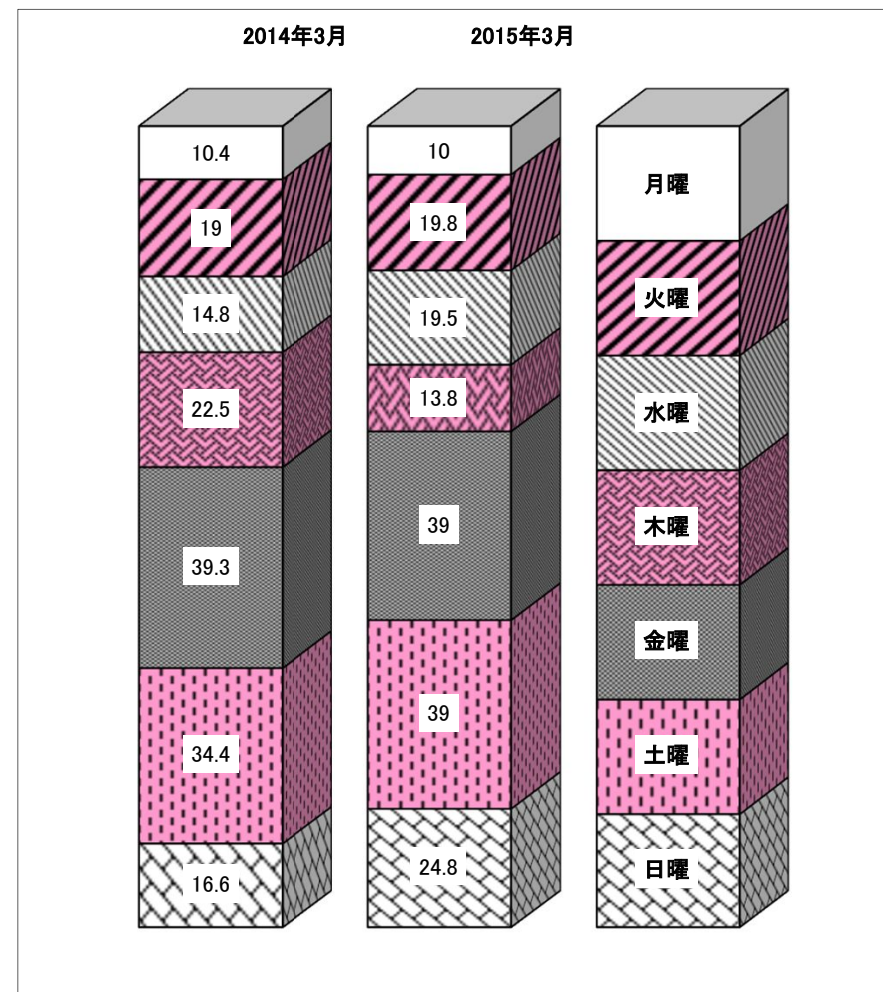 2014年3月 2015年3月
10.4 10 月曜
19 19.8 火曜
14.8 19.5 水曜
22.5 13.8 木曜
39.3 39 金曜
34.4 39 土曜
16.6 24.8 日曜